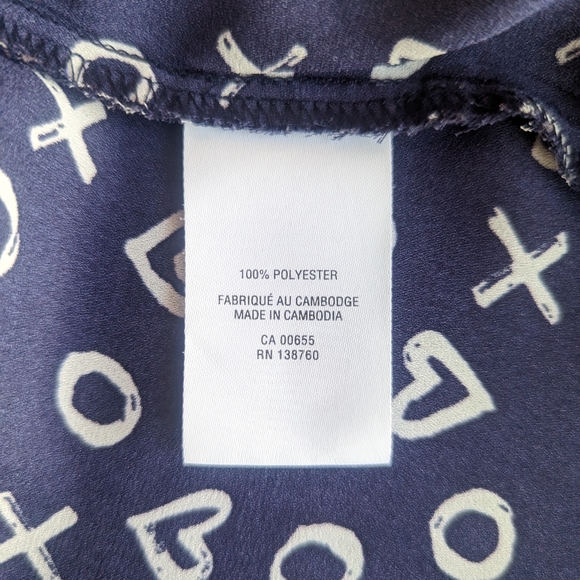 100% POLYESTER
FABRIQUÉ AU CAMBODGE
MADE IN CAMBODIA
CA 00655
RN 138760